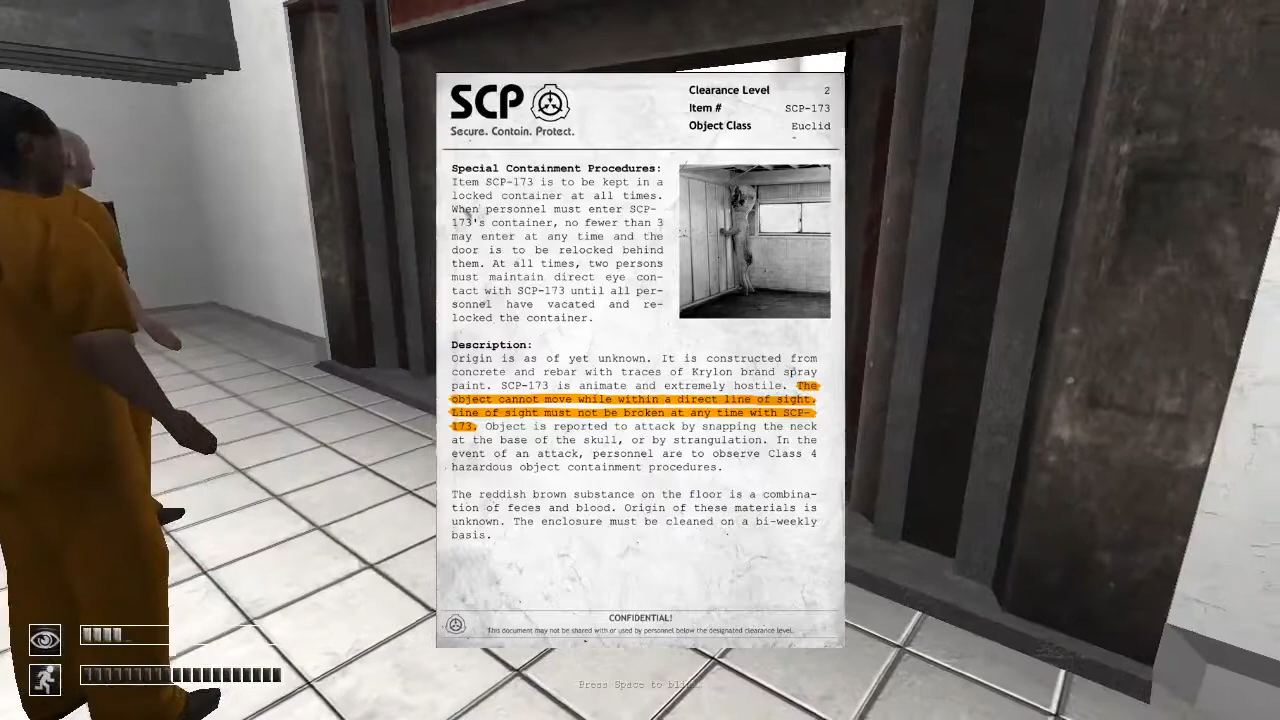 SCP
Secure. Contain. Protect.
Clearance Level 2
Item # SCP-173
Object Class Euclid
Special Containment Procedures:
Item SCP-173 is to be kept in a
locked container at all times.
When personnel must enter SCP-
173's container, no fewer than 3
may enter at any time and the
door is to be relocked behind
them. At all times, two persons
must maintain direct eye con-
tact with SCP-173 until all per-
sonnel have vacated and re-
locked the container.
Description:
Origin is as of yet unknown. It is constructed from
concrete and rebar with traces of Krylon brand spray
paint. SCP-173 is animate and extremely hostile. The
object cannot move while within a direct line of sight.
Line of sight must not be broken at any time with SCP-
173. Object is reported to attack by snapping the neck
at the base of the skull, or by strangulation. In the
event of an attack, personnel are to observe Class 4
hazardous object containment procedures.
The reddish brown substance on the floor is a combina-
tion of feces and blood. Origin of these materials is
unknown. The enclosure must be cleaned on a bi-weekly
basis.
CONFIDENTIAL!
This document may not be shared with or used by personnel below the designated clearance level.
Press Space to blink.